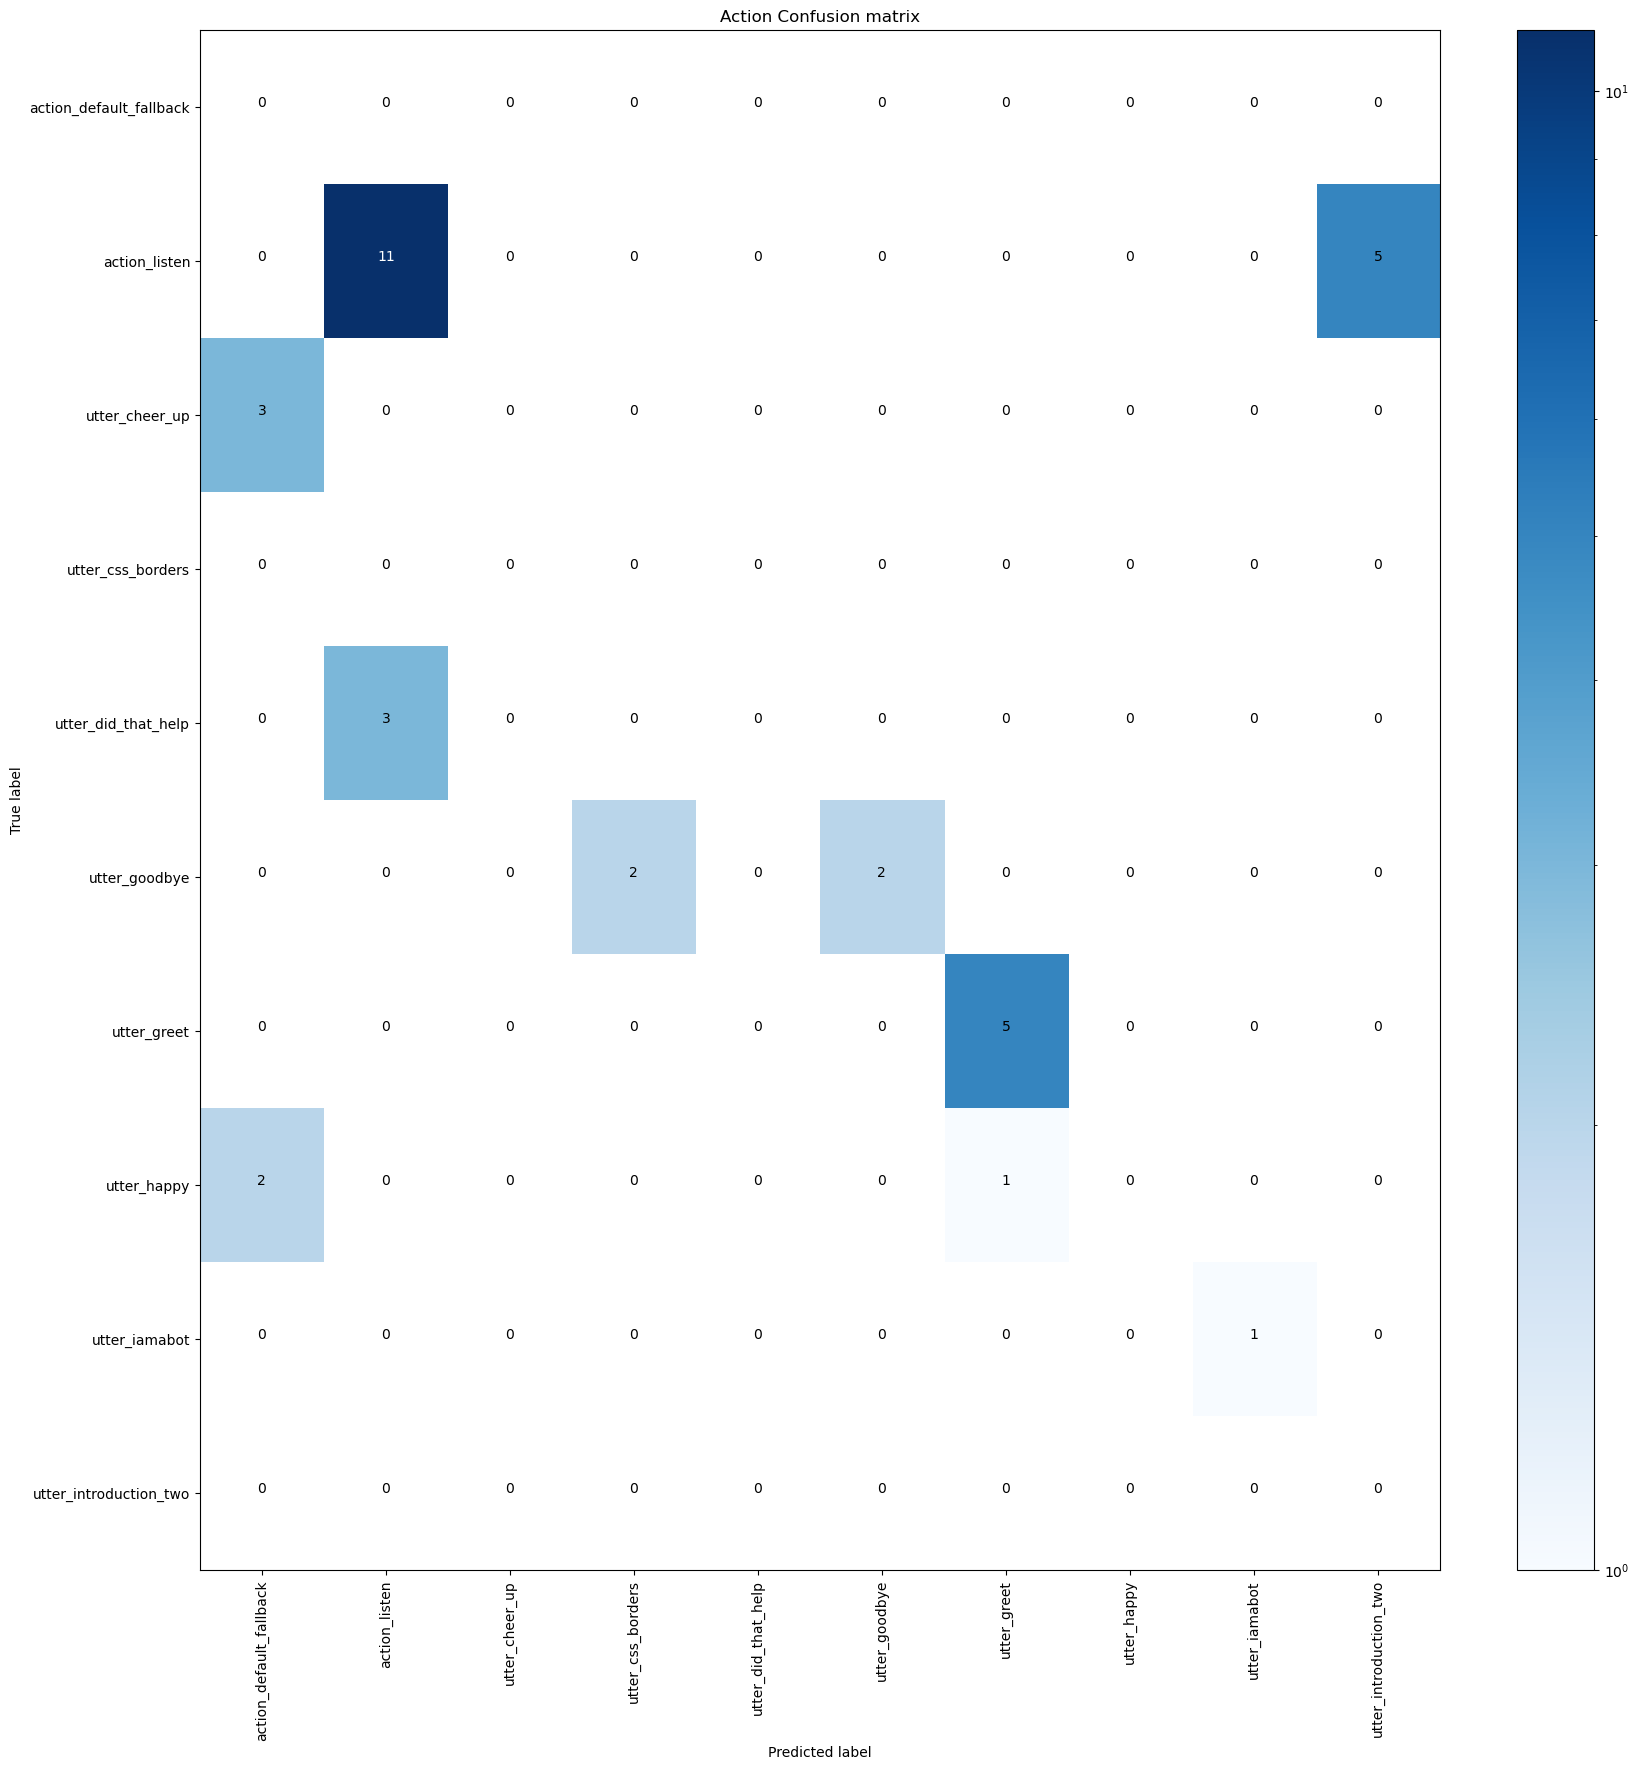 Action Confusion matrix
action_default_fallback 0 0 0 0 0 0 0 0 0 0
action_listen 0 11 0 0 0 0 0 0 0 5
utter_cheer_up 3 0 0 0 0 0 0 0 0 0
utter_css_borders 0 0 0 0 0 0 0 0 0 0
utter_did_that_help 0 3 0 0 0 0 0 0 0 0
utter_goodbye 0 0 0 2 0 2 0 0 0 0
utter_greet 0 0 0 0 0 0 5 0 0 0
utter_happy 2 0 0 0 0 0 1 0 0 0
utter_iamabot 0 0 0 0 0 0 0 0 1 0
utter_introduction_two 0 0 0 0 0 0 0 0 0 0
True label
action_default_fallback
action_listen
utter_cheer_up
utter_css_borders
utter_did_that_help
utter_goodbye
utter_greet
utter_happy
utter_iamabot
utter_introduction_two
Predicted label
10¹
10⁰